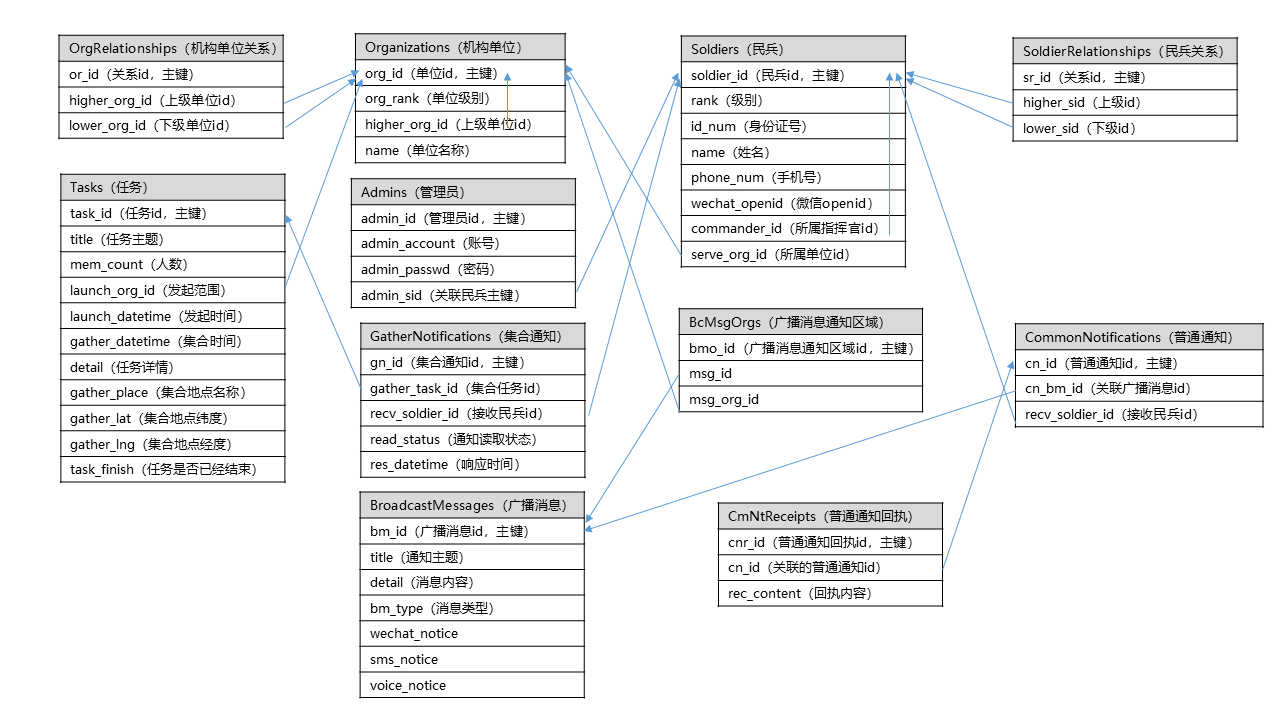 OrgRelationships（机构单位关系）
or_id（关系id，主键）
higher_org_id（上级单位id）
lower_org_id（下级单位id）
Organizations（机构单位）
org_id（单位id，主键）
org_rank（单位级别）
higher_org_id（上级单位id）
name（单位名称）
Soldiers（民兵）
soldier_id（民兵id，主键）
rank（级别）
id_num（身份证号）
name（姓名）
phone_num（手机号）
wechat_openid（微信openid）
commander_id（所属指挥官id）
serve_org_id（所属单位id）
SoldierRelationships（民兵关系）
sr_id（关系id，主键）
higher_sid（上级id）
lower_sid（下级id）
Tasks（任务）
task_id（任务id，主键）
title（任务主题）
mem_count（人数）
launch_org_id（发起范围）
launch_datetime（发起时间）
gather_datetime（集合时间）
detail（任务详情）
gather_place（集合地点名称）
gather_lat（集合地点纬度）
gather_lng（集合地点经度）
task_finish（任务是否已经结束）
Admins（管理员）
admin_id（管理员id，主键）
admin_account（账号）
admin_passwd（密码）
admin_sid（关联民兵主键）
GatherNotifications（集合通知）
gn_id（集合通知id，主键）
gather_task_id（集合任务id）
recv_soldier_id（接收民兵id）
read_status（通知读取状态）
res_datetime（响应时间）
BcMsgOrgs（广播消息通知区域）
bmo_id（广播消息通知区域id，主键）
msg_id
msg_org_id
CommonNotifications（普通通知）
cn_id（普通通知id，主键）
cn_bm_id（关联广播消息id）
recv_soldier_id（接收民兵id）
BroadcastMessages（广播消息）
bm_id（广播消息id，主键）
title（通知主题）
detail（消息内容）
bm_type（消息类型）
wechat_notice
sms_notice
voice_notice
CmNtReceipts（普通通知回执）
cnr_id（普通通知回执id，主键）
cn_id（关联的普通通知id）
rec_content（回执内容）